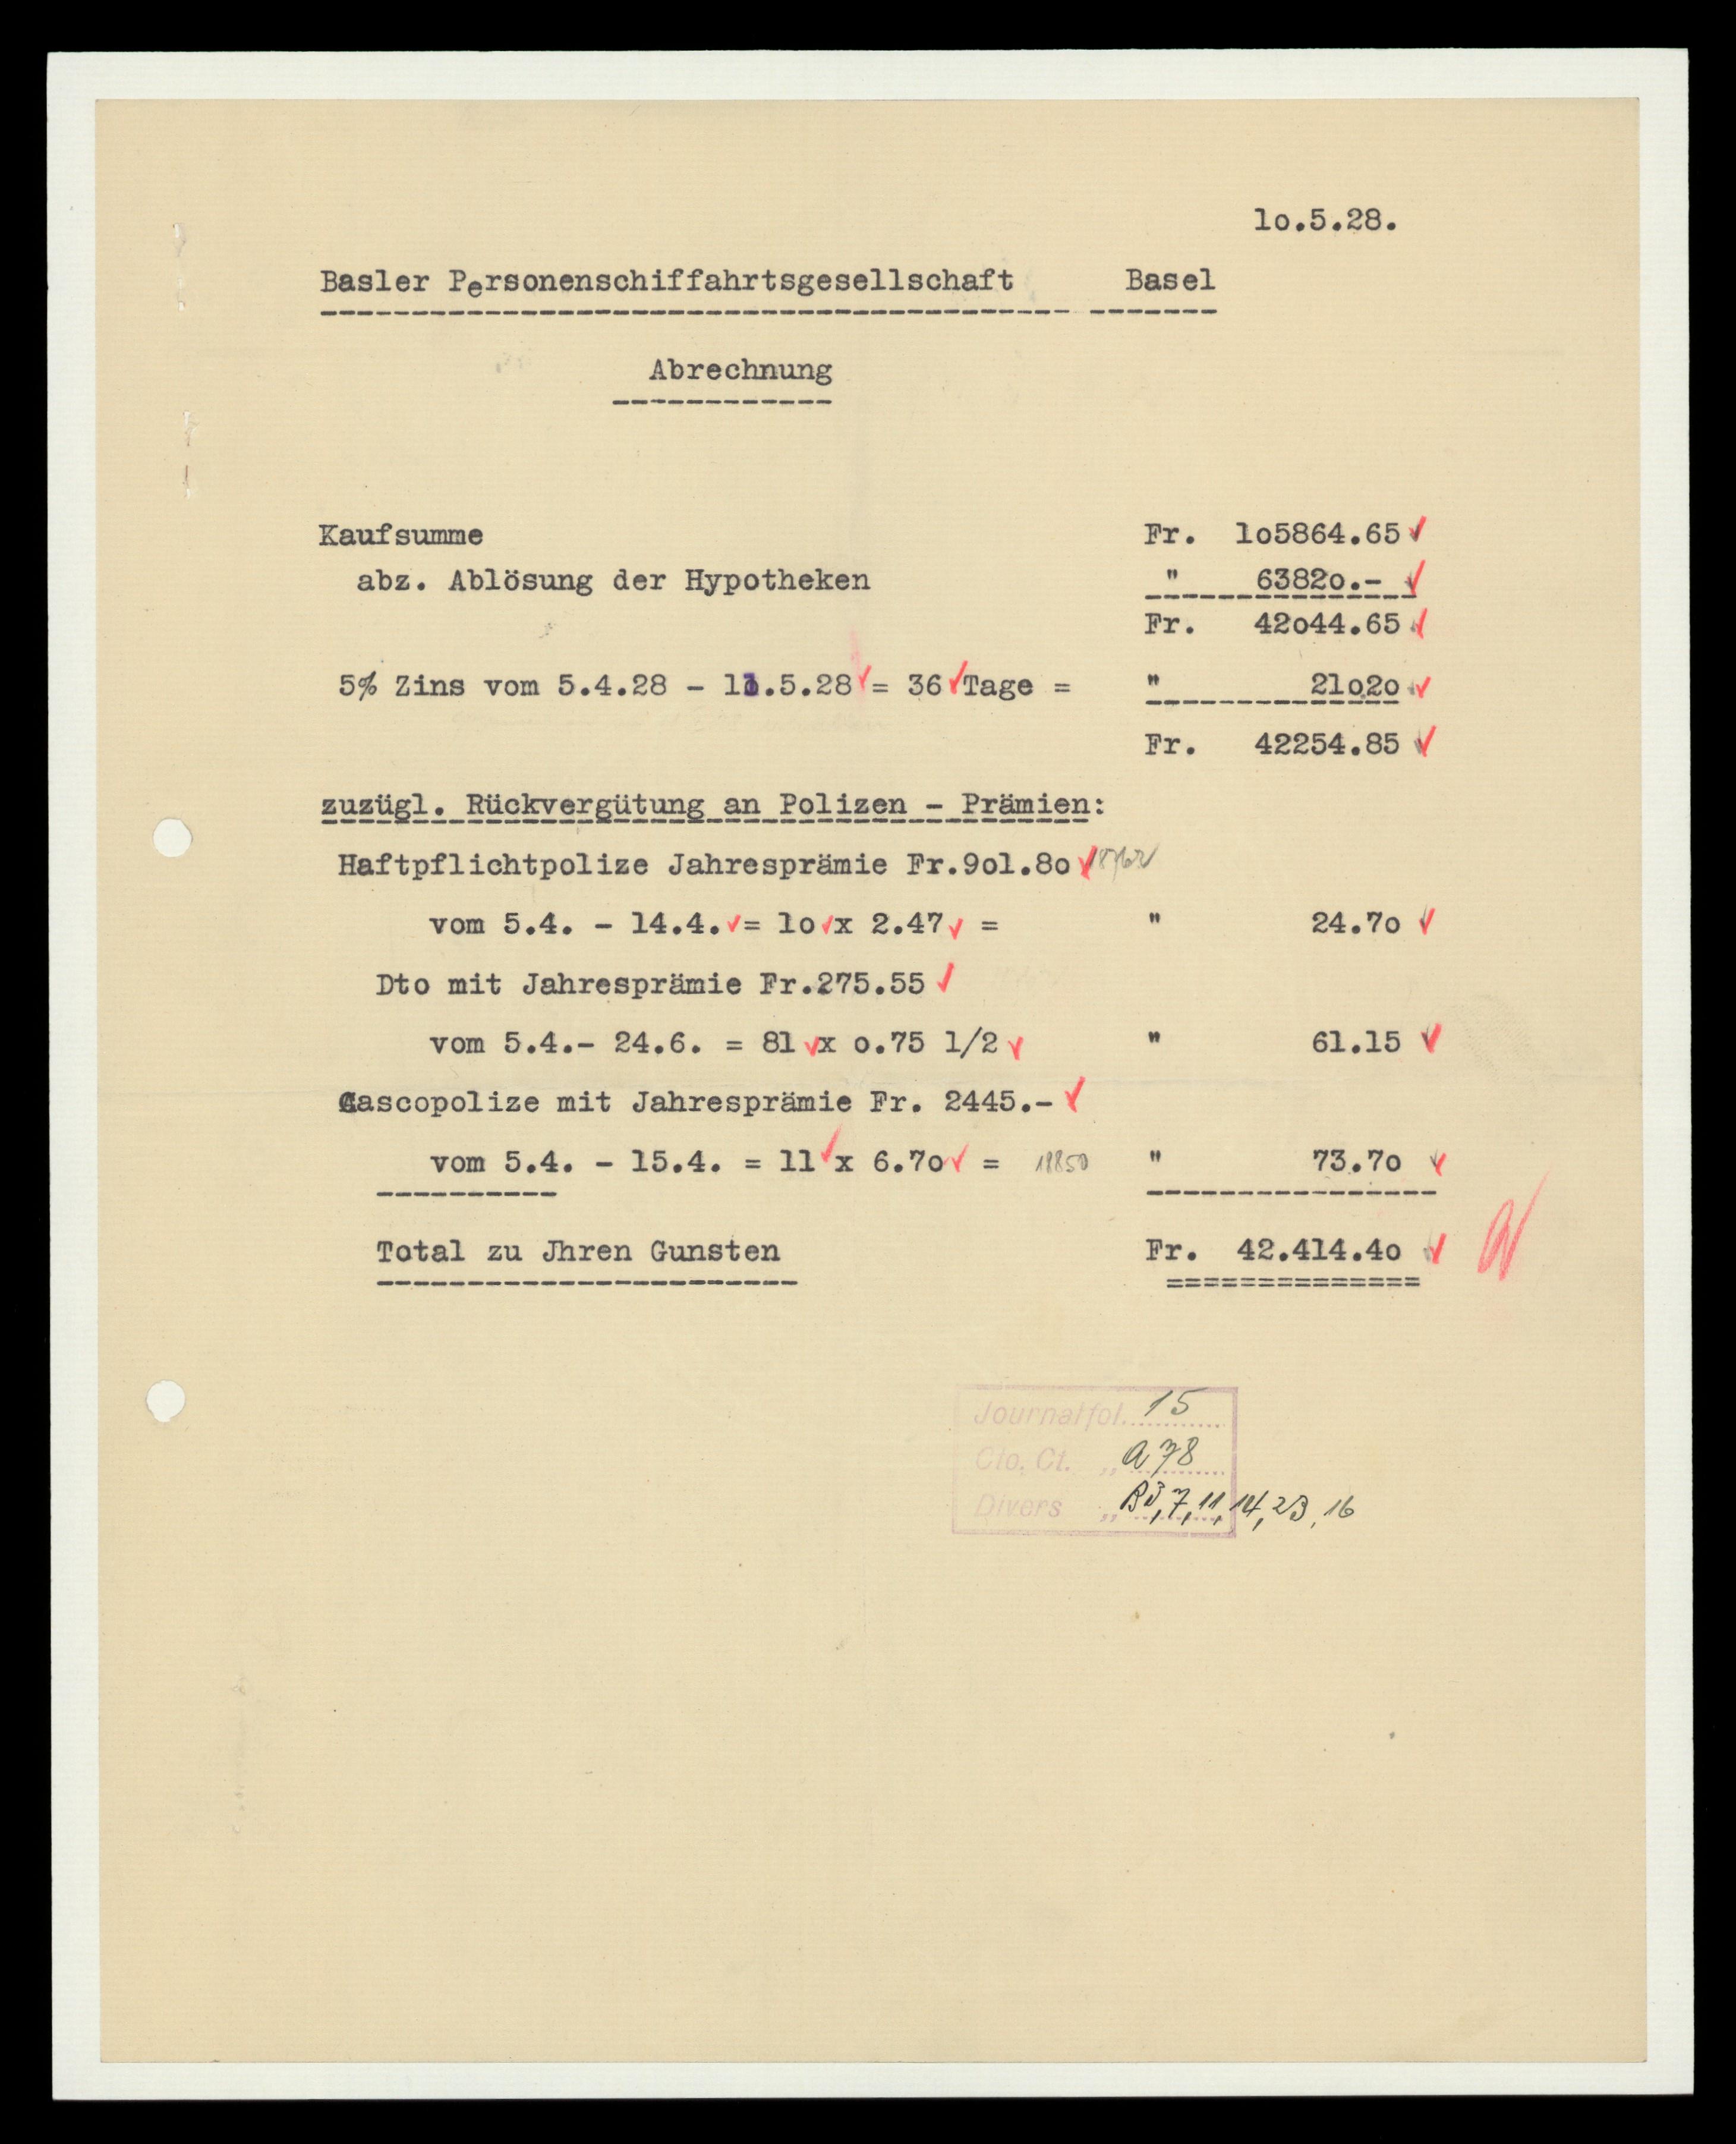 1o.5.28.
Basler Personenschiffahrtsgesellschaft Basel
Abrechnung
Kaufsumme Fr. 1o5864.65
abz. Ablösung der Hypotheken " 6382o.-
Fr. 42o44.65
5% Zins vom 5.4.28 - 11.5.28 = 36 Tage = " 21o.2o
Fr. 42254.85
zuzügl. Rückvergütung an Polizen - Prämien:
Haftpflichtpolize Jahresprämie Fr.9o1.8o
vom 5.4. - 14.4. = 1o x 2.47 = " 24.7o
Dto mit Jahresprämie Fr.275.55
vom 5.4.- 24.6. = 81 x o.75 1/2 " 61.15
Cascopolize mit Jahresprämie Fr. 2445.-
vom 5.4. - 15.4. = 11 x 6.7o = 18850 " 73.7o
Total zu Jhren Gunsten Fr. 42.414.4o
Journalfol. 15
Cto. Ct. " A 78
Divers " B3, 7, 11, 14, 23, 16